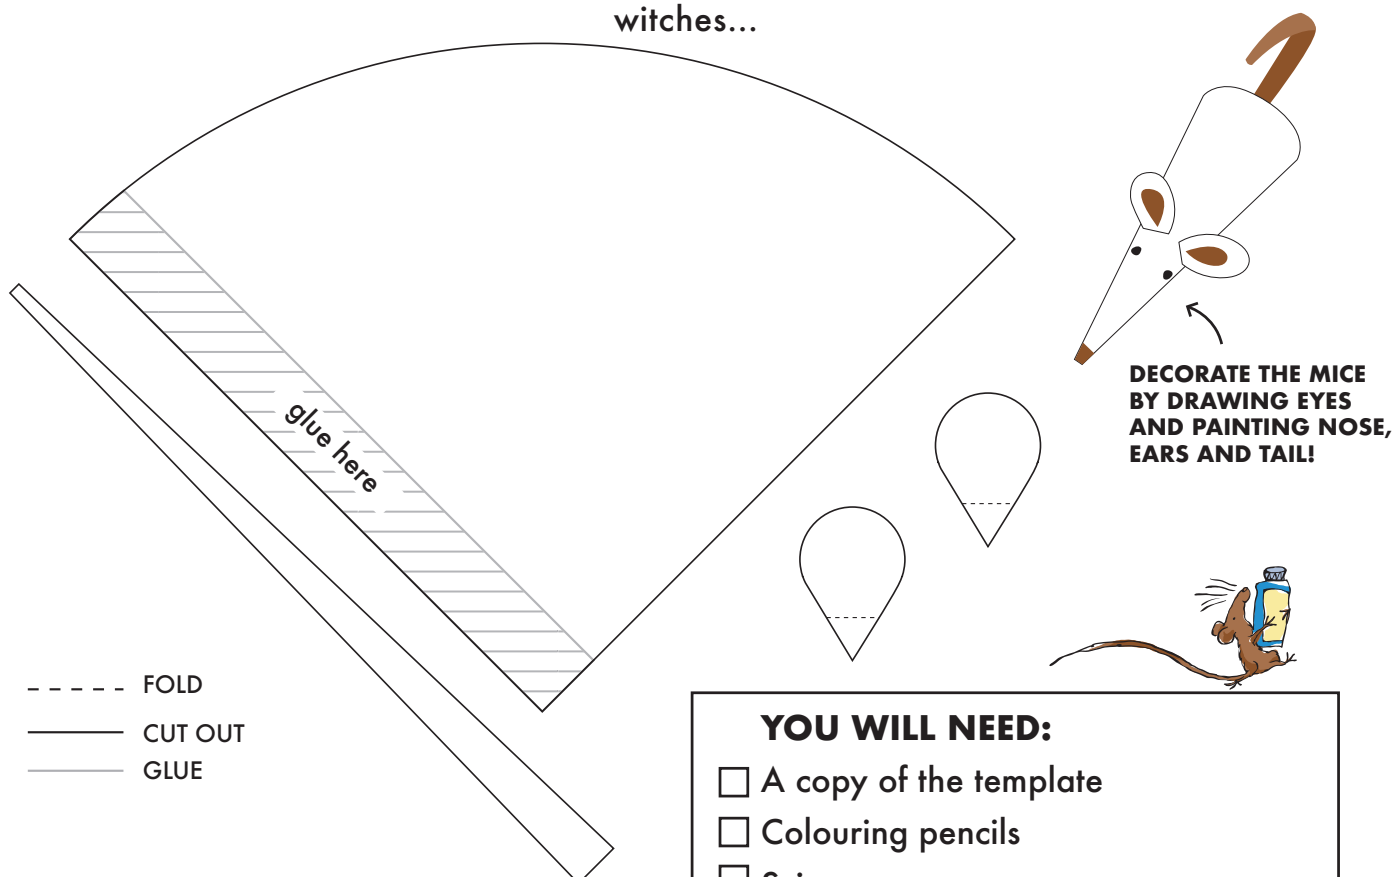 witches...
glue here
DECORATE THE MICE
BY DRAWING EYES
AND PAINTING NOSE,
EARS AND TAIL!
FOLD
CUT OUT
GLUE
YOU WILL NEED:
A copy of the template
Colouring pencils